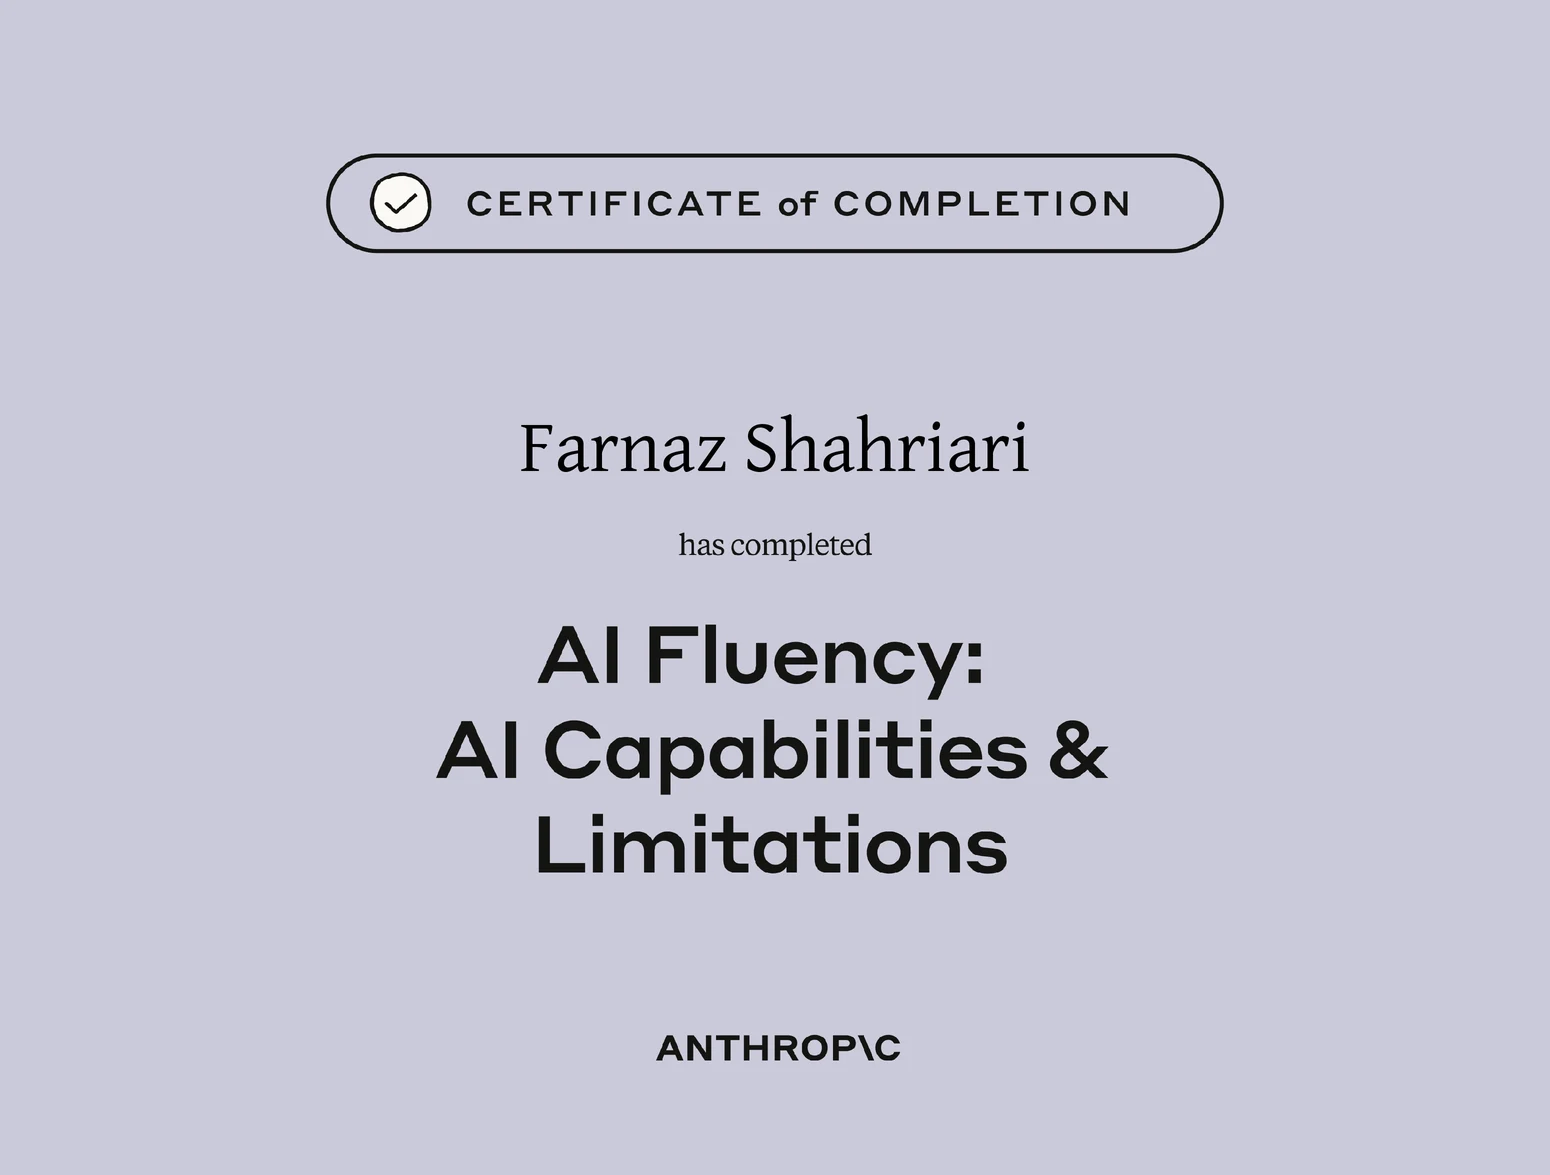 CERTIFICATE of COMPLETION
Farnaz Shahriari
has completed
AI Fluency:
AI Capabilities &
Limitations
ANTHROP\C